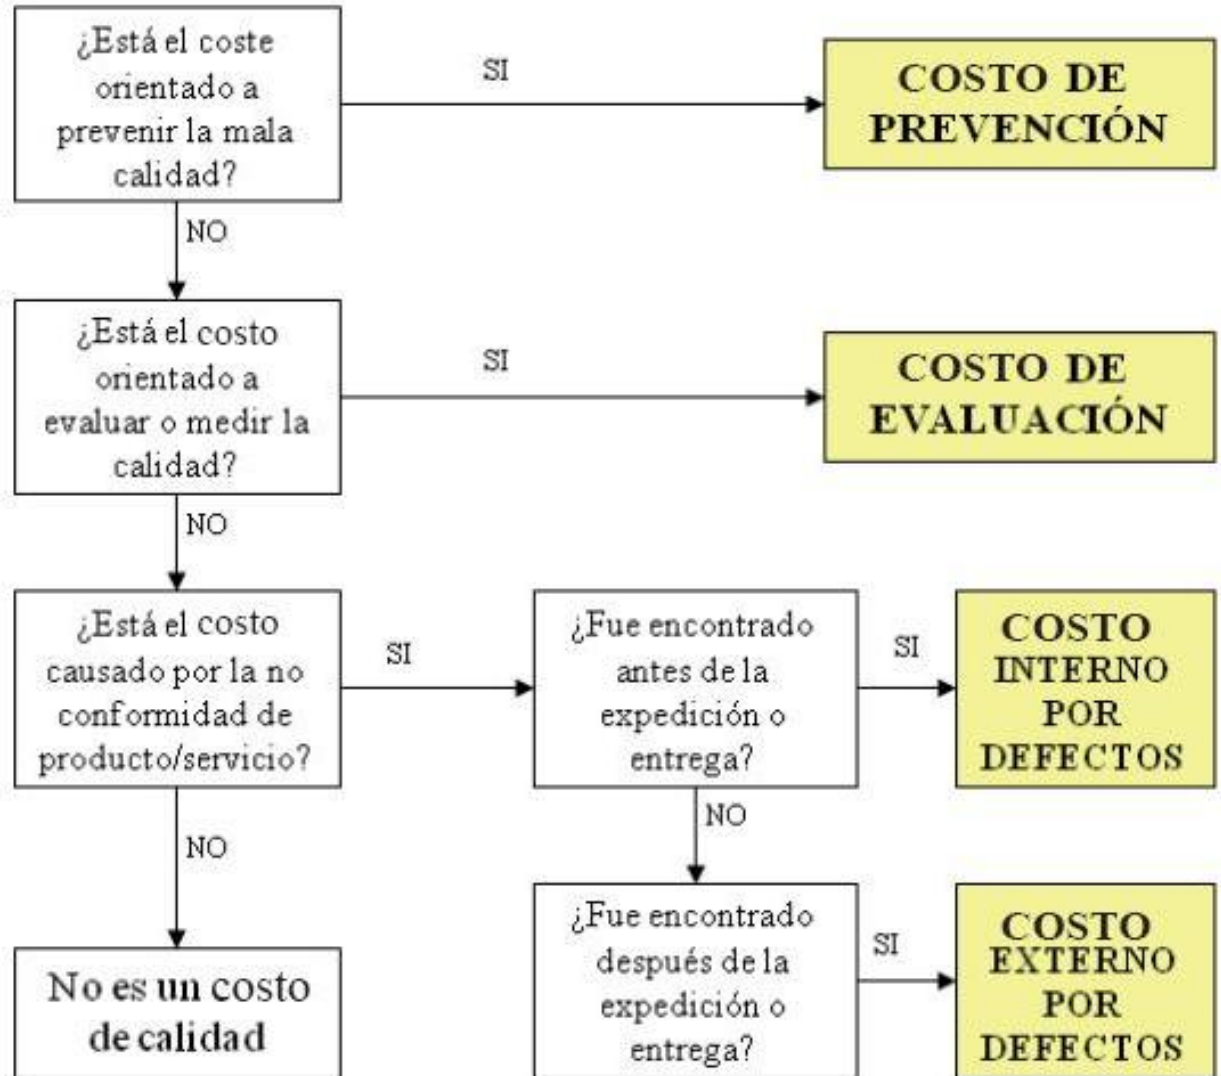 ¿Está el coste
orientado a
prevenir la mala
calidad?
SI
COSTO DE
PREVENCIÓN
NO
¿Está el costo
orientado a
evaluar o medir la
calidad?
SI
COSTO DE
EVALUACIÓN
NO
¿Está el costo
causado por la no
conformidad de
producto/servicio?
SI
¿Fue encontrado
antes de la
expedición o
entrega?
SI
COSTO
INTERNO
POR
DEFECTOS
NO
NO
¿Fue encontrado
después de la
expedición o
entrega?
SI
COSTO
EXTERNO
POR
DEFECTOS
No es un costo
de calidad